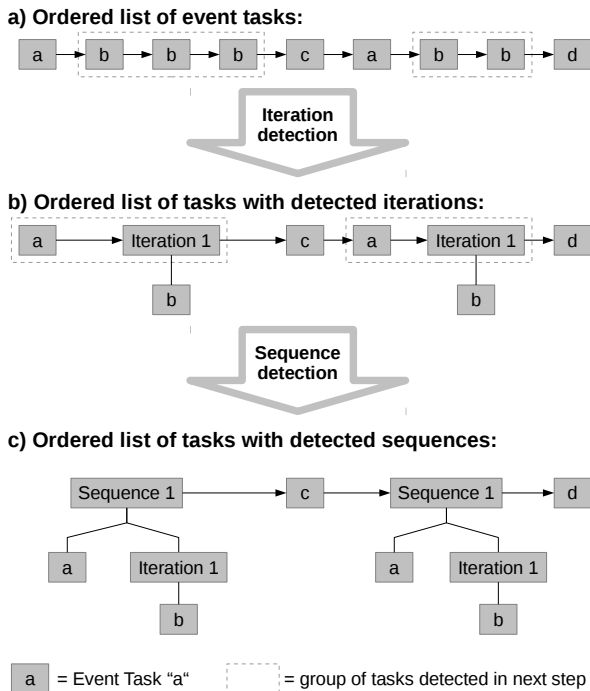 a) Ordered list of event tasks:
a b b b c a b b d
Iteration
detection
b) Ordered list of tasks with detected iterations:
a Iteration 1 c a Iteration 1 d
b b
Sequence
detection
c) Ordered list of tasks with detected sequences:
Sequence 1 c Sequence 1 d
a Iteration 1 a Iteration 1
b b
a = Event Task “a“ = group of tasks detected in next step